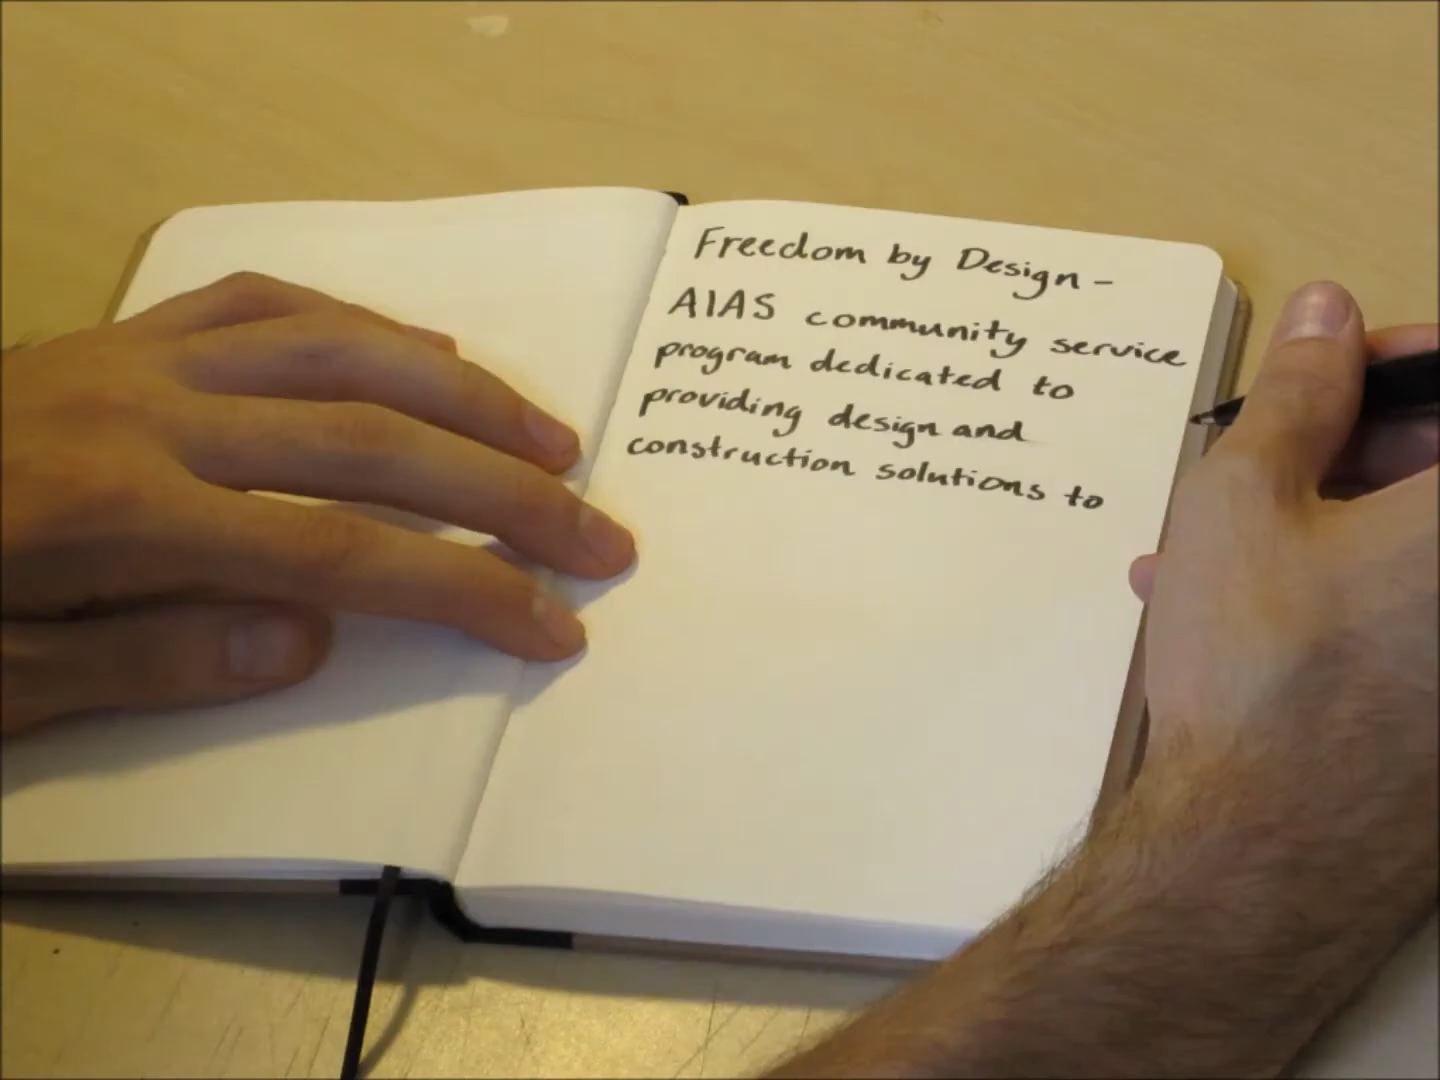 Freedom by Design -
AIAS community service
program dedicated to
providing design and
construction solutions to